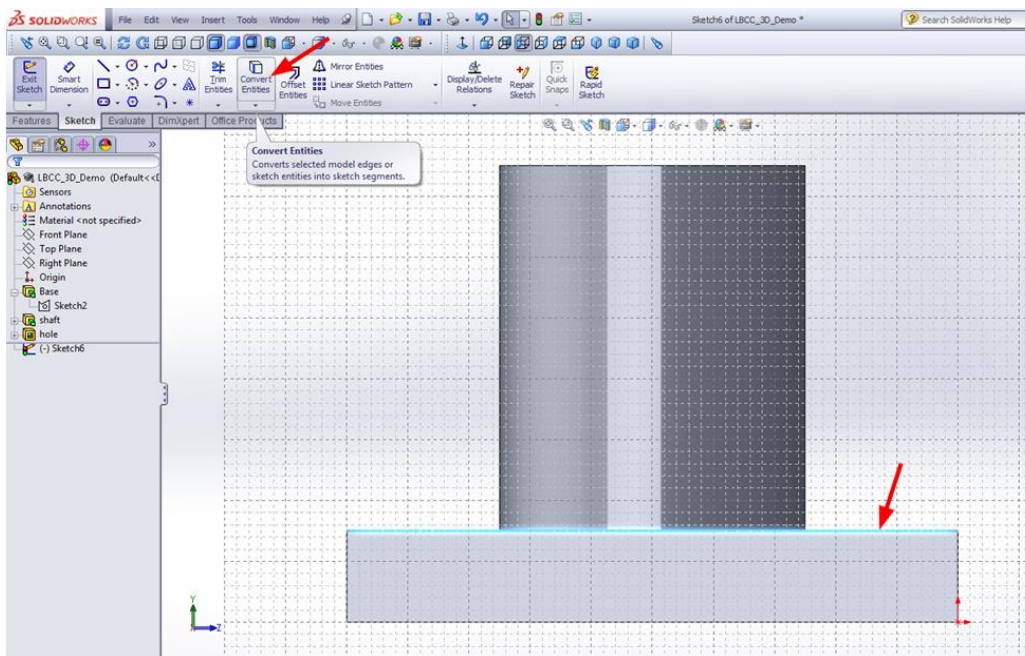 SOLIDWORKS File Edit View Insert Tools Window Help Sketch6 of LBCC_3D_Demo * Search SolidWorks Help
Exit Sketch
Smart Dimension
Trim Entities
Convert Entities
Offset Entities
Mirror Entities
Linear Sketch Pattern
Move Entities
Display/Delete Relations
Repair Sketch
Quick Snaps
Rapid Sketch
Features Sketch Evaluate DimXpert Office Products
Convert Entities
Converts selected model edges or
sketch entities into sketch segments.
LBCC_3D_Demo (Default<<D
Sensors
Annotations
Material <not specified>
Front Plane
Top Plane
Right Plane
Origin
Base
Sketch2
shaft
hole
(-) Sketch6
Y
Z